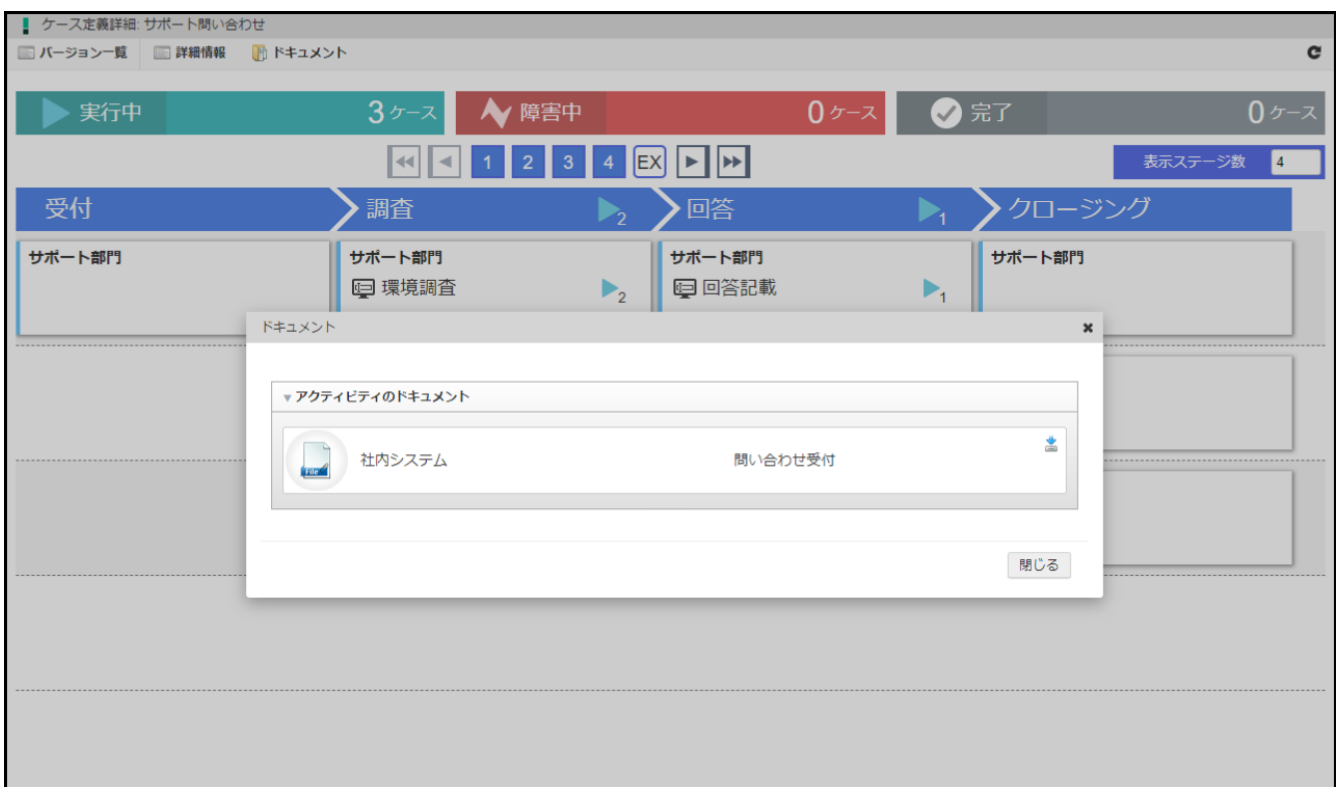 ケース定義詳細: サポート問い合わせ
バージョン一覧 詳細情報 ドキュメント
実行中 3 ケース 障害中 0 ケース 完了 0 ケース
1 2 3 4 EX 表示ステージ数 4
受付 調査 2 回答 1 クロージング
サポート部門 サポート部門 サポート部門 サポート部門
環境調査 2 回答記載 1
ドキュメント
アクティビティのドキュメント
File 社内システム 問い合わせ受付
閉じる